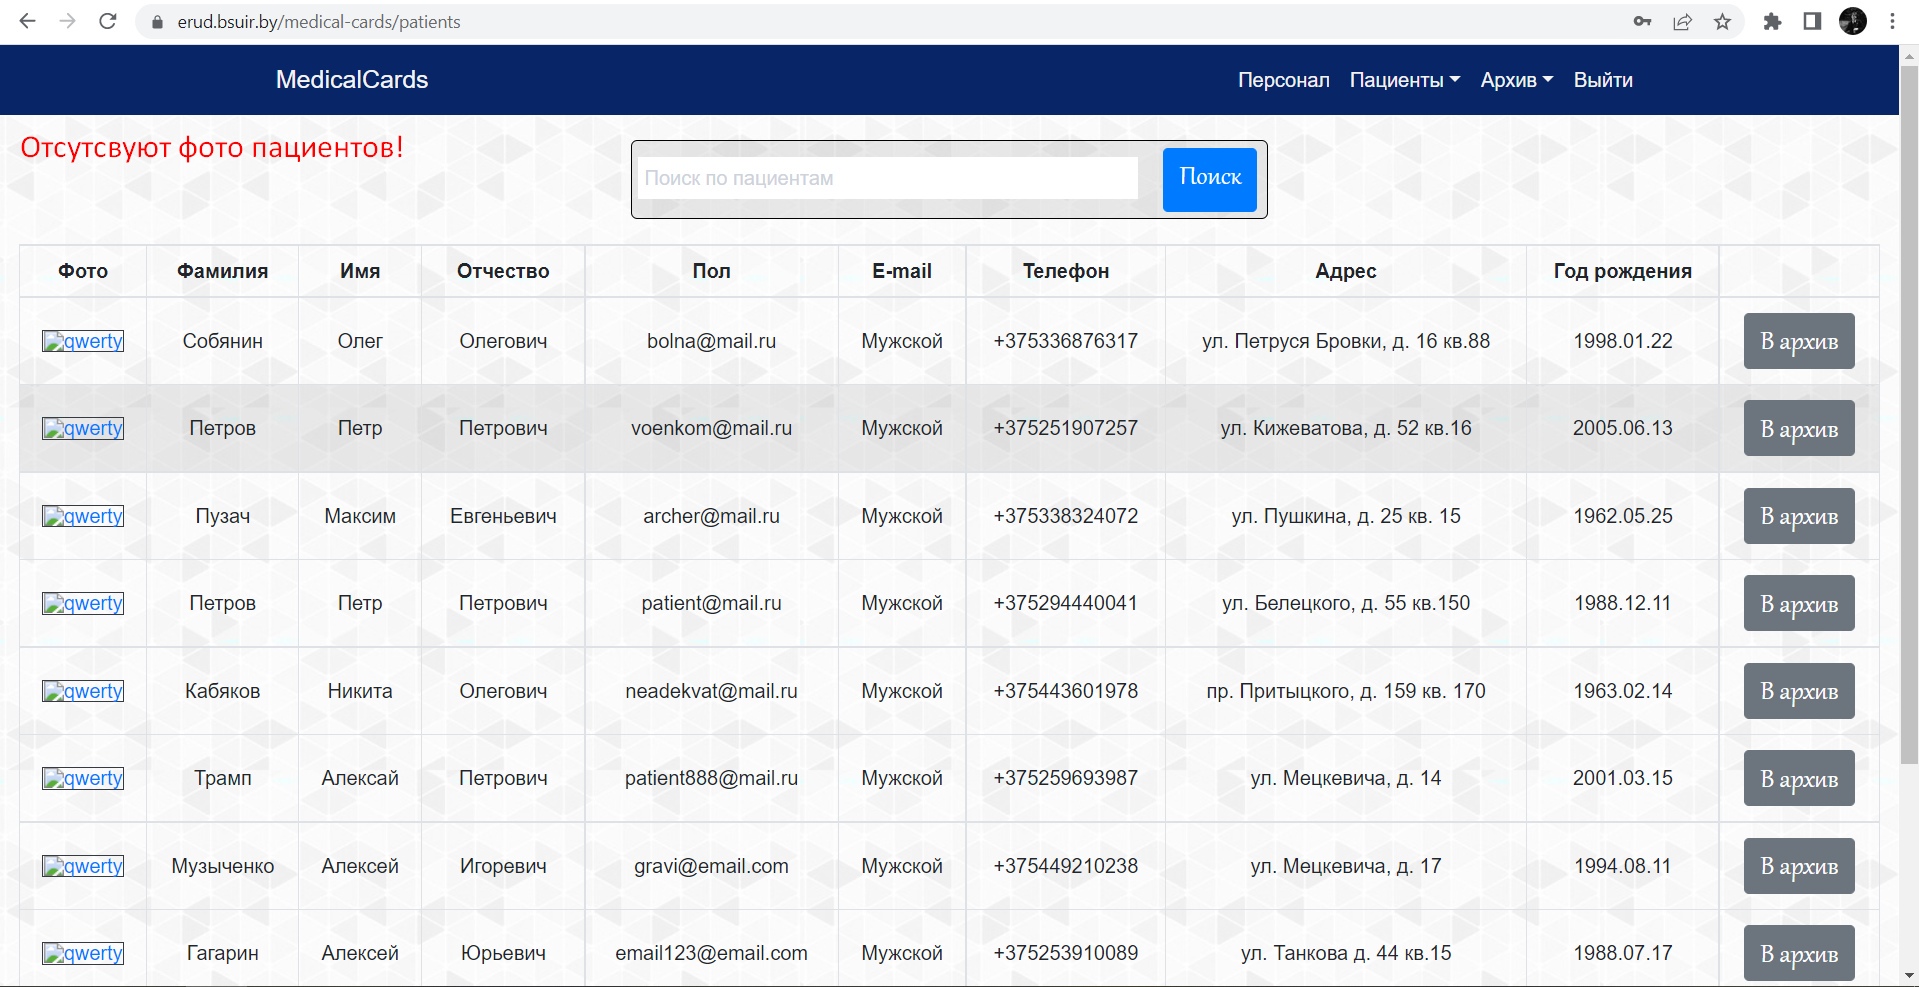 erud.bsuir.by/medical-cards/patients
MedicalCards Персонал Пациенты Архив Выйти
Отсутсвуют фото пациентов!
Поиск по пациентам Поиск
Фото Фамилия Имя Отчество Пол E-mail Телефон Адрес Год рождения
qwerty Собянин Олег Олегович bolna@mail.ru Мужской +375336876317 ул. Петруся Бровки, д. 16 кв.88 1998.01.22 В архив
qwerty Петров Петр Петрович voenkom@mail.ru Мужской +375251907257 ул. Кижеватова, д. 52 кв.16 2005.06.13 В архив
qwerty Пузач Максим Евгеньевич archer@mail.ru Мужской +375338324072 ул. Пушкина, д. 25 кв. 15 1962.05.25 В архив
qwerty Петров Петр Петрович patient@mail.ru Мужской +375294440041 ул. Белецкого, д. 55 кв.150 1988.12.11 В архив
qwerty Кабяков Никита Олегович neadekvat@mail.ru Мужской +375443601978 пр. Притыцкого, д. 159 кв. 170 1963.02.14 В архив
qwerty Трамп Алексай Петрович patient888@mail.ru Мужской +375259693987 ул. Мецкевича, д. 14 2001.03.15 В архив
qwerty Музыченко Алексей Игоревич gravi@email.com Мужской +375449210238 ул. Мецкевича, д. 17 1994.08.11 В архив
qwerty Гагарин Алексей Юрьевич email123@email.com Мужской +375253910089 ул. Танкова д. 44 кв.15 1988.07.17 В архив